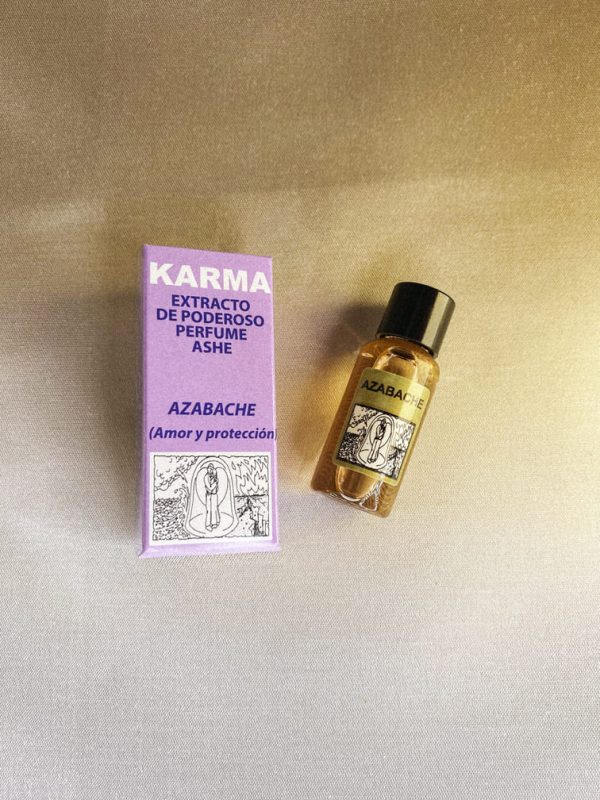 KARMA
EXTRACTO
DE PODEROSO
PERFUME
ASHE
AZABACHE
(Amor y protección)
AZABACHE